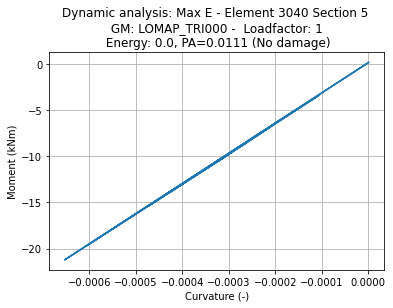 Dynamic analysis: Max E - Element 3040 Section 5
GM: LOMAP_TRI000 -  Loadfactor: 1
Energy: 0.0, PA=0.0111 (No damage)
Moment (kNm)
0
−5
−10
−15
−20
−0.0006 −0.0005 −0.0004 −0.0003 −0.0002 −0.0001 0.0000
Curvature (-)